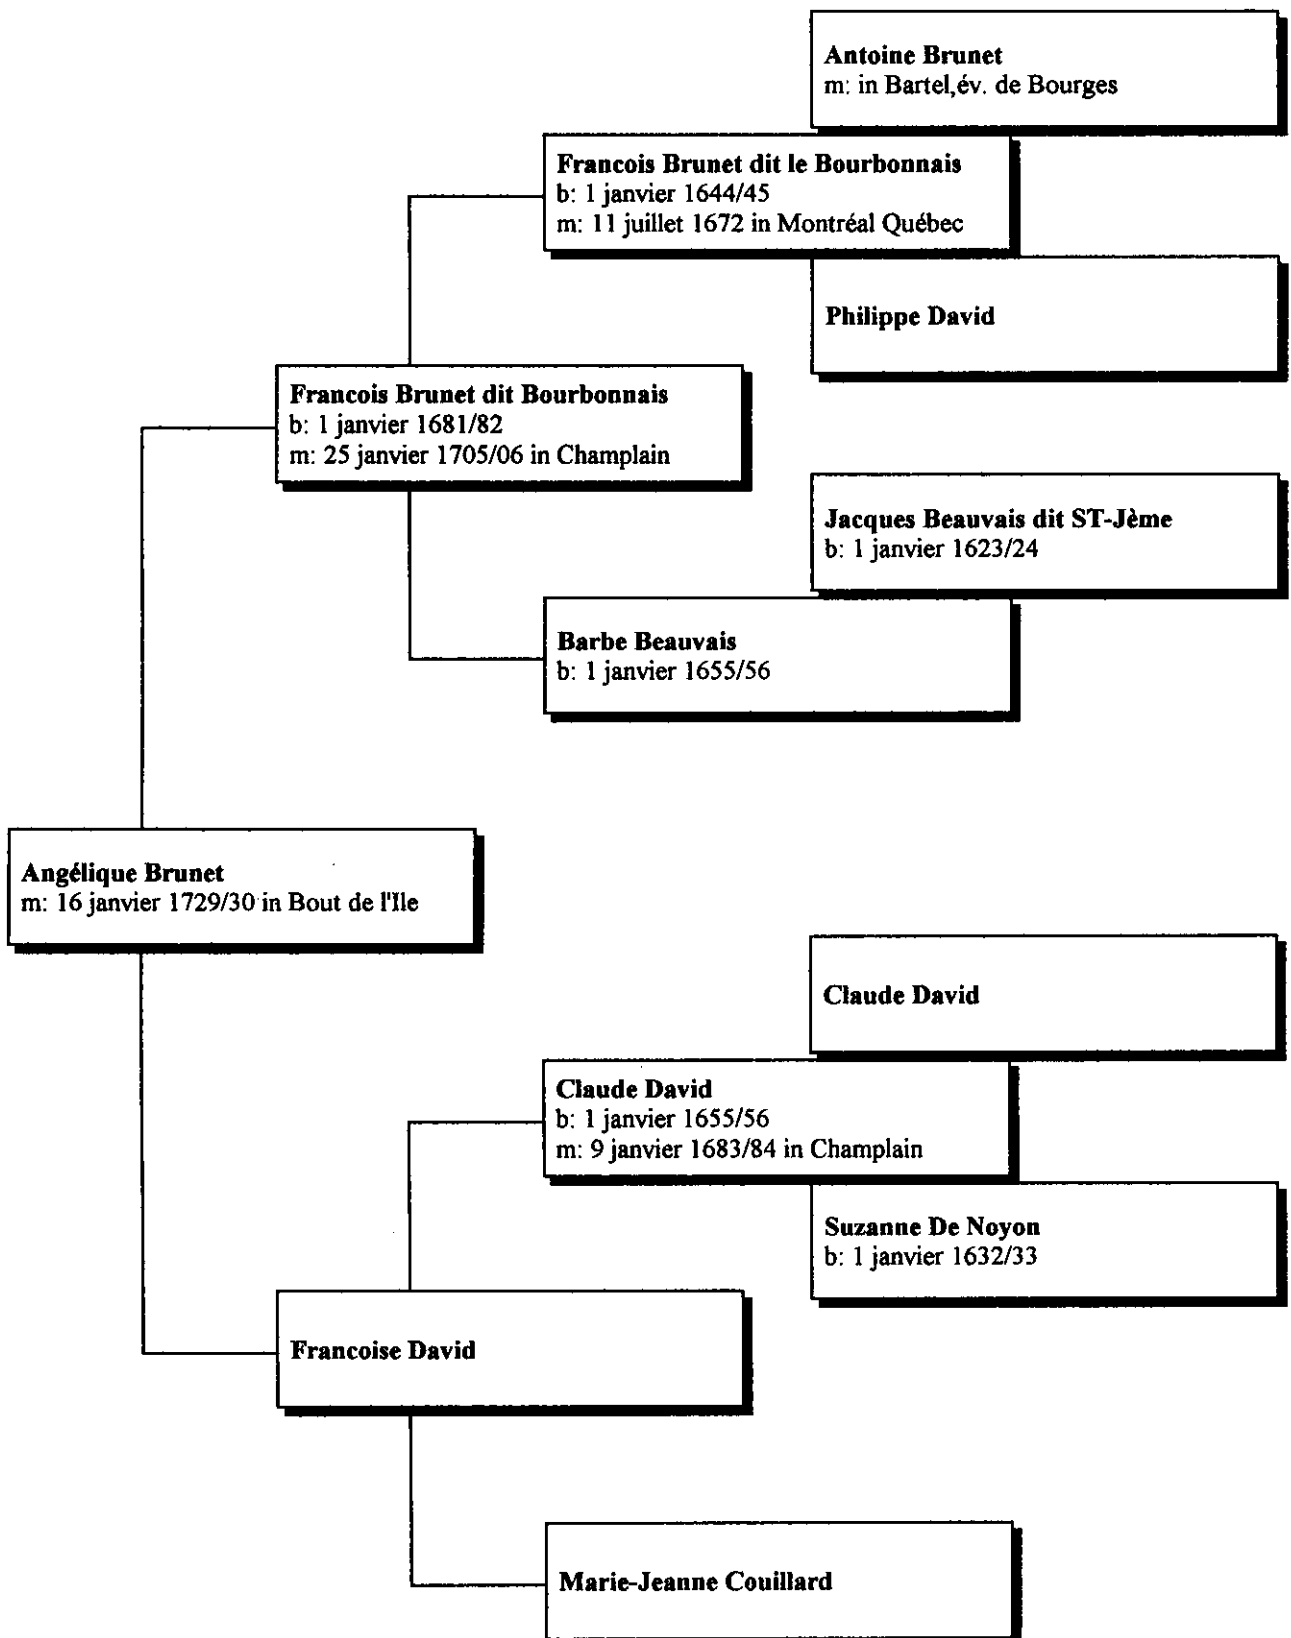 Antoine Brunet
m: in Bartel,év. de Bourges
Francois Brunet dit le Bourbonnais
b: 1 janvier 1644/45
m: 11 juillet 1672 in Montréal Québec
Philippe David
Francois Brunet dit Bourbonnais
b: 1 janvier 1681/82
m: 25 janvier 1705/06 in Champlain
Jacques Beauvais dit ST-Jème
b: 1 janvier 1623/24
Barbe Beauvais
b: 1 janvier 1655/56
Angélique Brunet
m: 16 janvier 1729/30 in Bout de l'Ile
Claude David
Claude David
b: 1 janvier 1655/56
m: 9 janvier 1683/84 in Champlain
Suzanne De Noyon
b: 1 janvier 1632/33
Francoise David
Marie-Jeanne Couillard